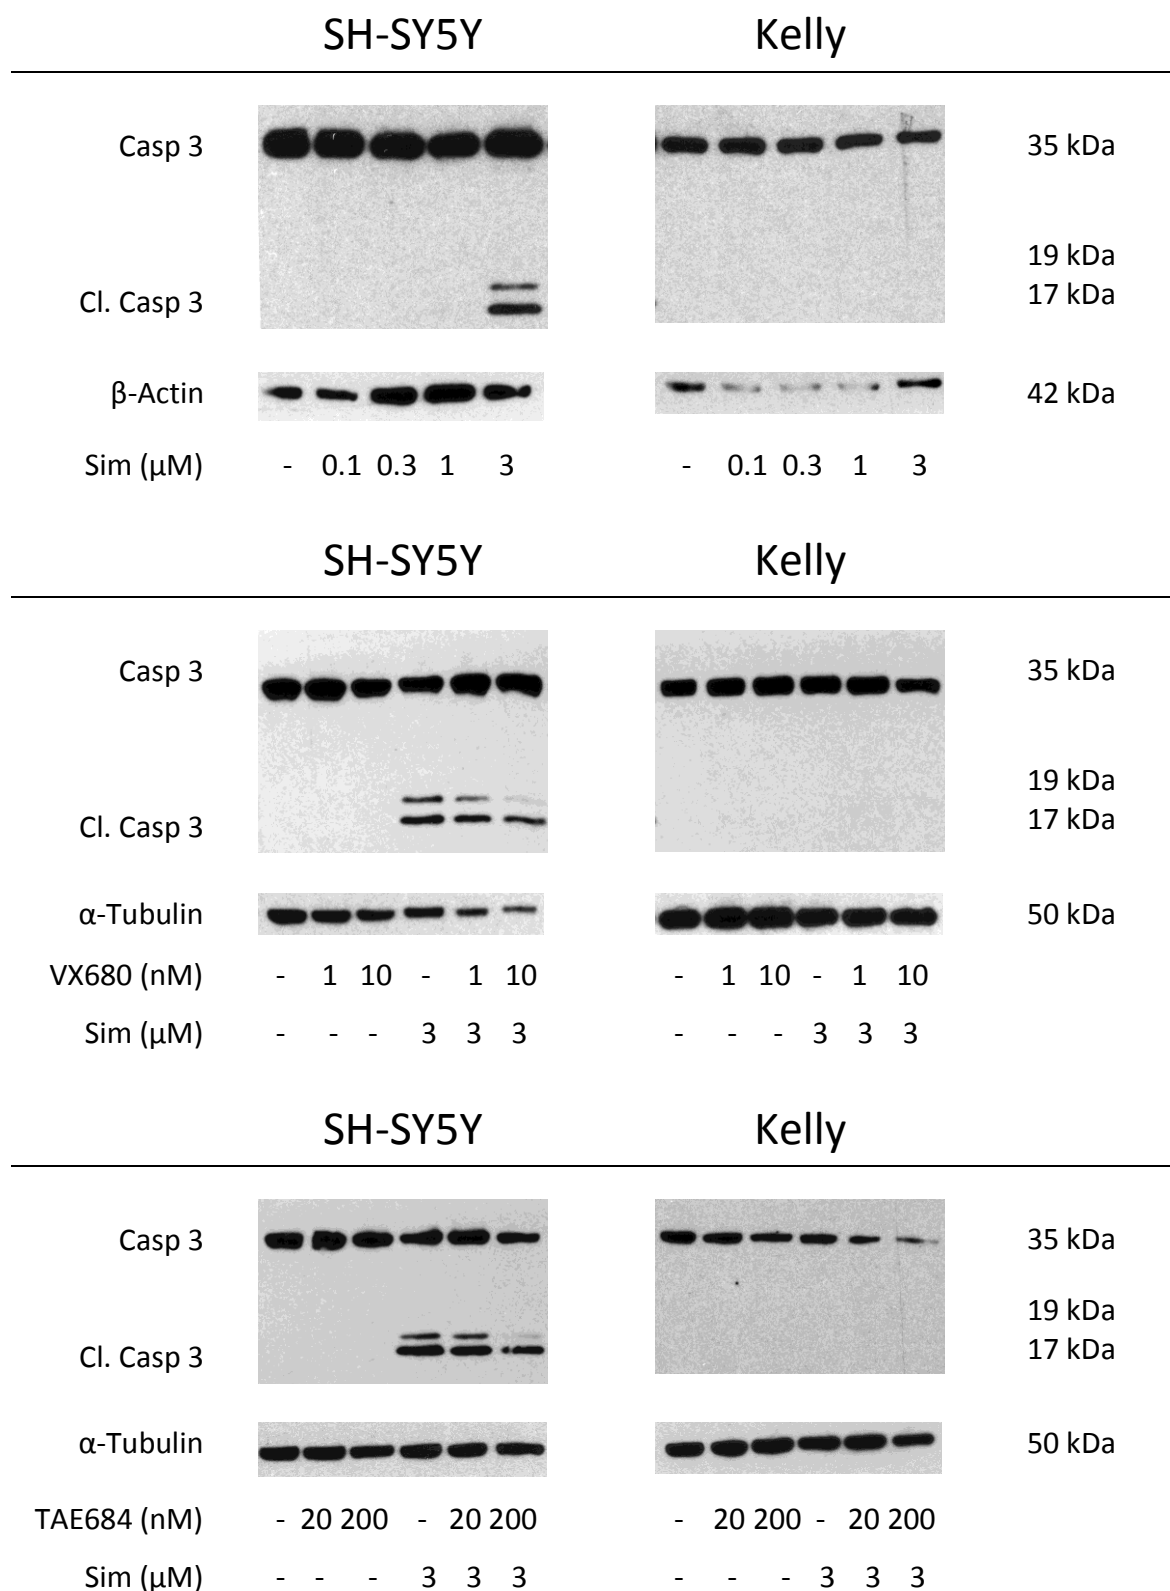 SH-SY5Y Kelly
Casp 3 35 kDa
19 kDa
Cl. Casp 3 17 kDa
β-Actin 42 kDa
Sim (μM) - 0.1 0.3 1 3 - 0.1 0.3 1 3
SH-SY5Y Kelly
Casp 3 35 kDa
19 kDa
Cl. Casp 3 17 kDa
α-Tubulin 50 kDa
VX680 (nM) - 1 10 - 1 10 - 1 10 - 1 10
Sim (μM) - - - 3 3 3 - - - 3 3 3
SH-SY5Y Kelly
Casp 3 35 kDa
19 kDa
Cl. Casp 3 17 kDa
α-Tubulin 50 kDa
TAE684 (nM) - 20 200 - 20 200 - 20 200 - 20 200
Sim (μM) - - - 3 3 3 - - - 3 3 3